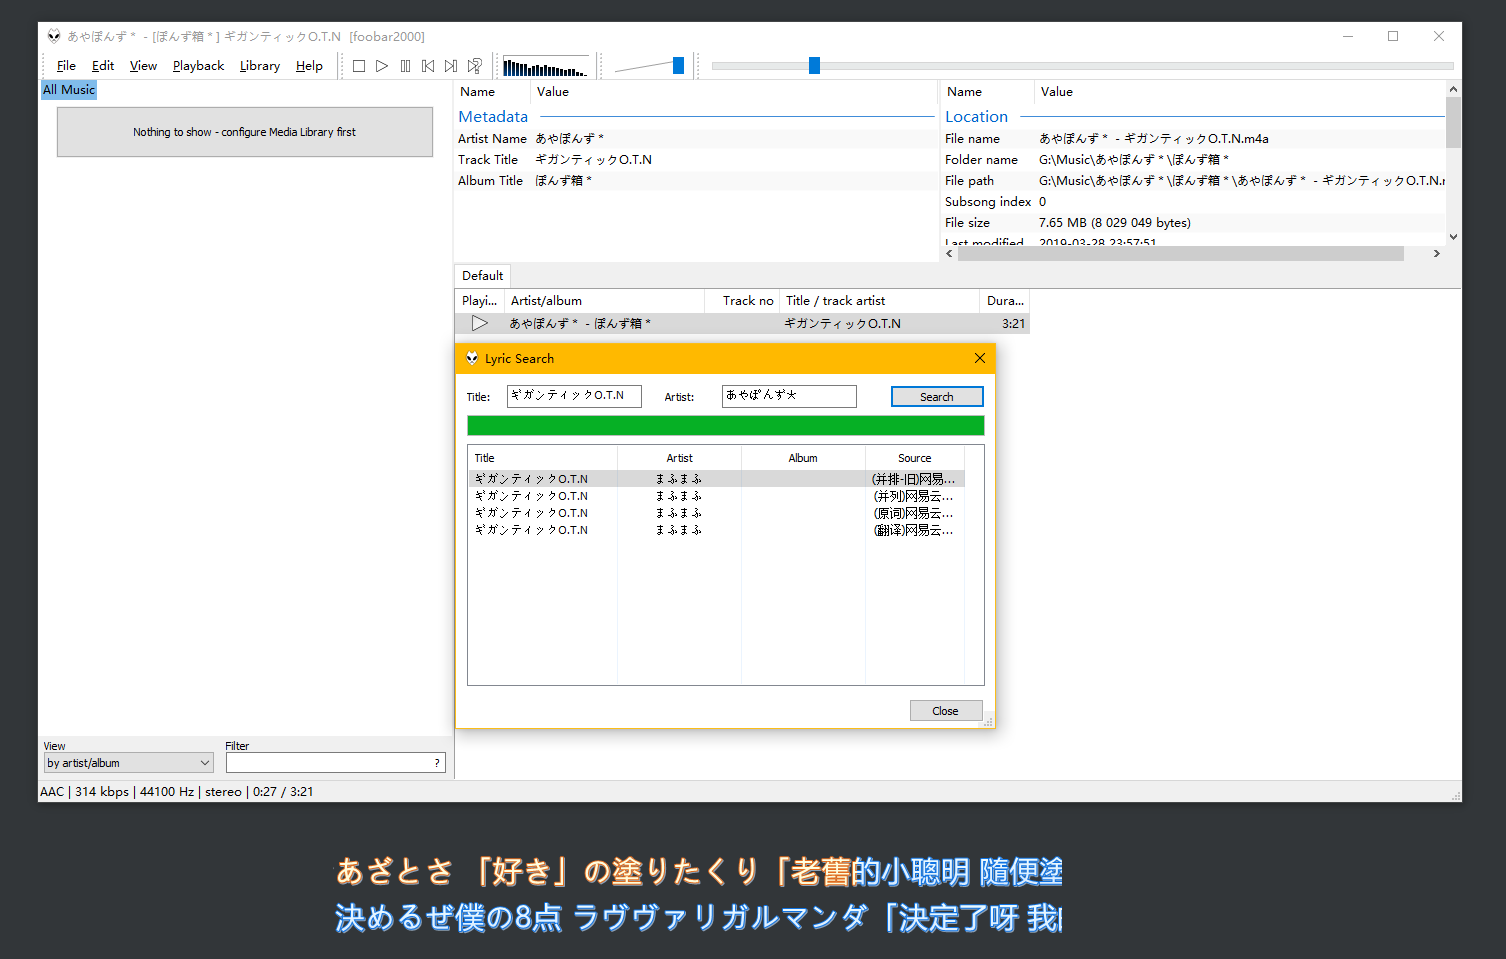 あやぽんず＊ - [ぽんず箱＊] ギガンティックO.T.N [foobar2000]
File Edit View Playback Library Help
All Music
Nothing to show - configure Media Library first
Name Value
Metadata
Artist Name あやぽんず＊
Track Title ギガンティックO.T.N
Album Title ぽんず箱＊
Name Value
Location
File name あやぽんず＊ - ギガンティックO.T.N.m4a
Folder name G:\Music\あやぽんず＊\ぽんず箱＊
File path G:\Music\あやぽんず＊\ぽんず箱＊\あやぽんず＊ - ギガンティックO.T.N.
Subsong index 0
File size 7.65 MB (8 029 049 bytes)
Last modified 2019-03-28 23:57:51
Default
Playi... Artist/album Track no Title / track artist Dura...
あやぽんず＊ - ぽんず箱＊ ギガンティックO.T.N 3:21
Lyric Search
Title: ギガンティックO.T.N Artist: あやぽんず＊ Search
Title Artist Album Source
ギガンティックO.T.N まふまふ (并排-旧)网易...
ギガンティックO.T.N まふまふ (并列)网易云...
ギガンティックO.T.N まふまふ (原词)网易云...
ギガンティックO.T.N まふまふ (翻译)网易云...
Close
View Filter
by artist/album ?
AAC | 314 kbps | 44100 Hz | stereo | 0:27 / 3:21
あざとさ 「好き」の塗りたくり「老舊的小聰明 隨便塗
決めるぜ僕の8点 ラヴヴァリガルマンダ「決定了呀 我